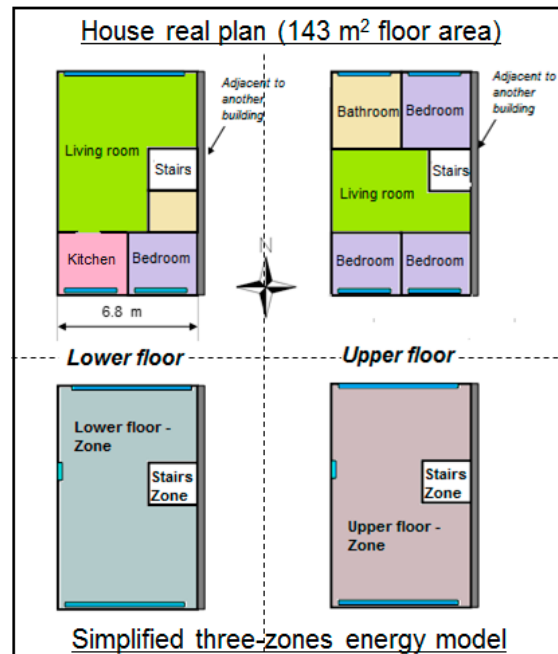 House real plan (143 m² floor area)
Adjacent to
another
building
Living room
Stairs
Kitchen
Bedroom
6.8 m
Bathroom
Bedroom
Adjacent to
another
building
Living room
Stairs
Bedroom
Bedroom
N
Lower floor
Upper floor
Lower floor -
Zone
Stairs
Zone
Stairs
Zone
Upper floor -
Zone
Simplified three-zones energy model